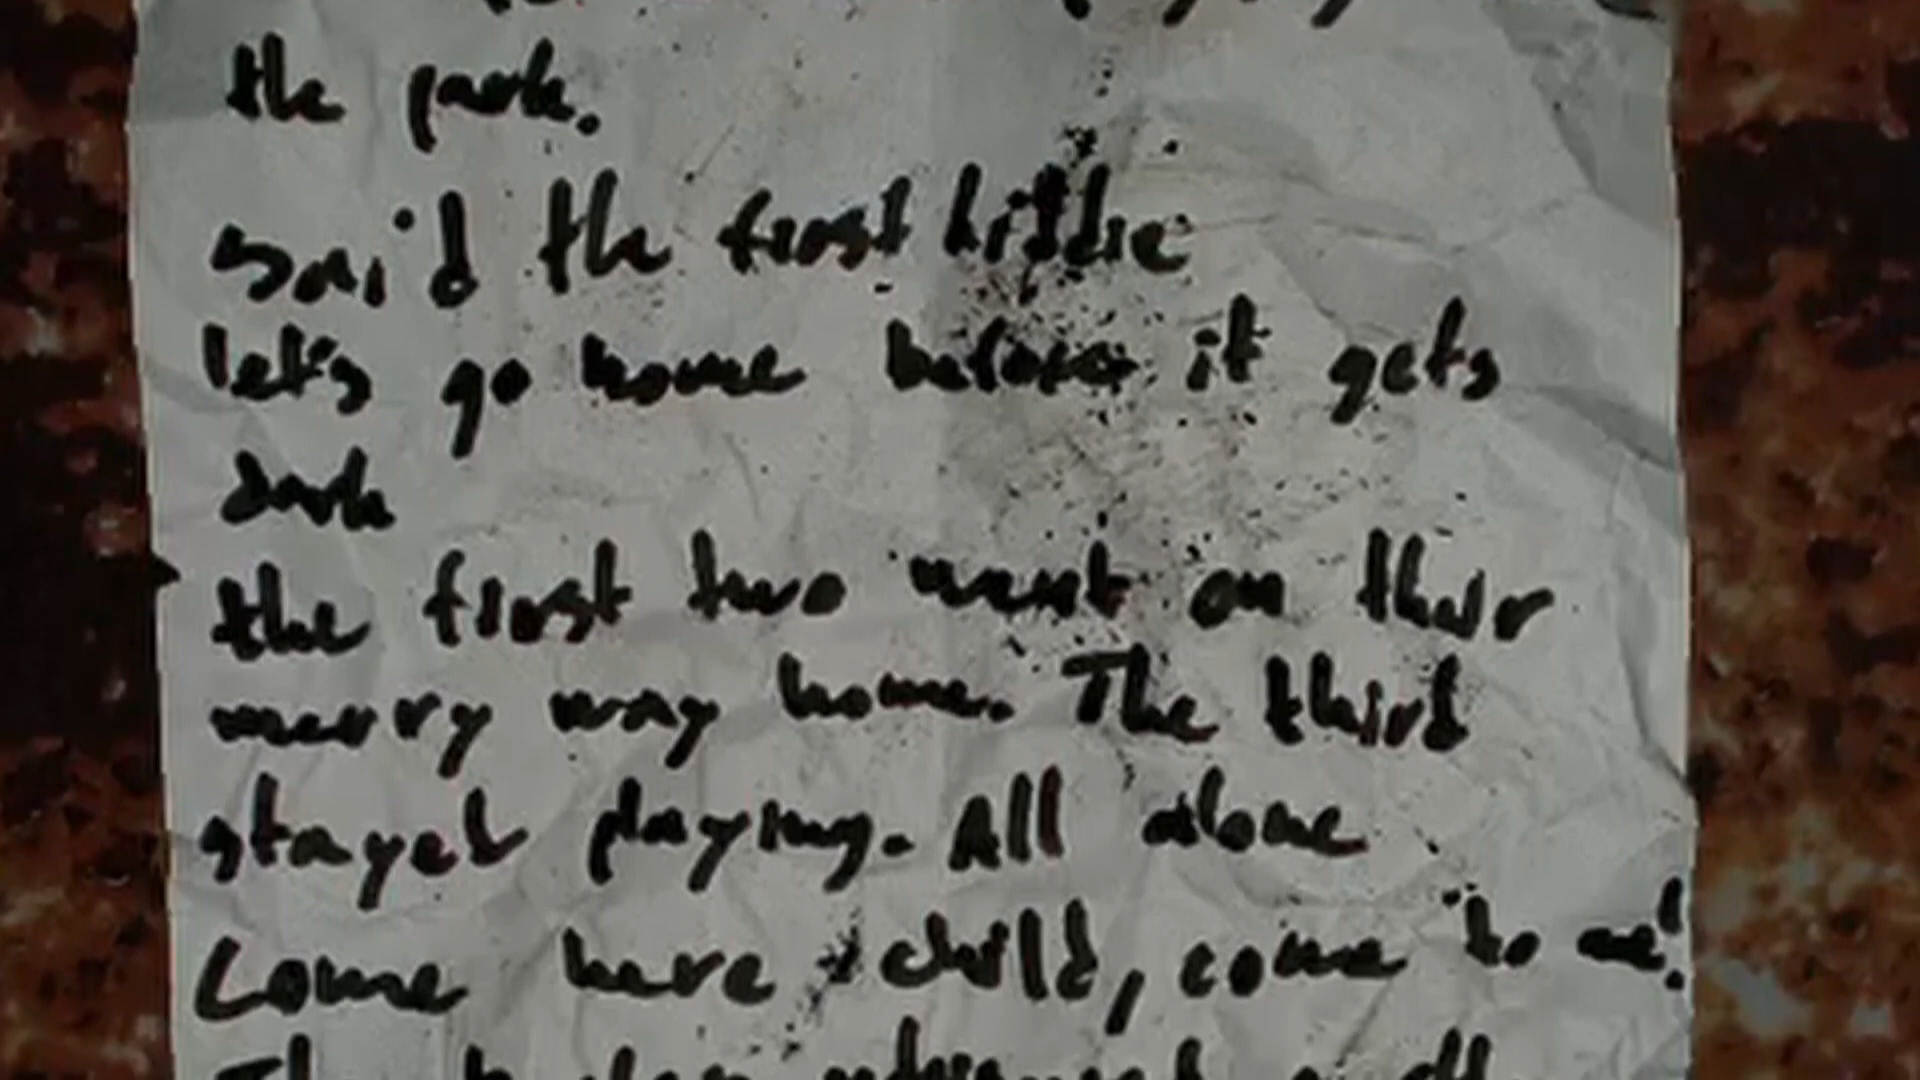 the park.
said the first kiddie
let's go home before it gets
dark
the first two went on their
merry way home. The third
stayed playing. All alone
Come here child, come to me!